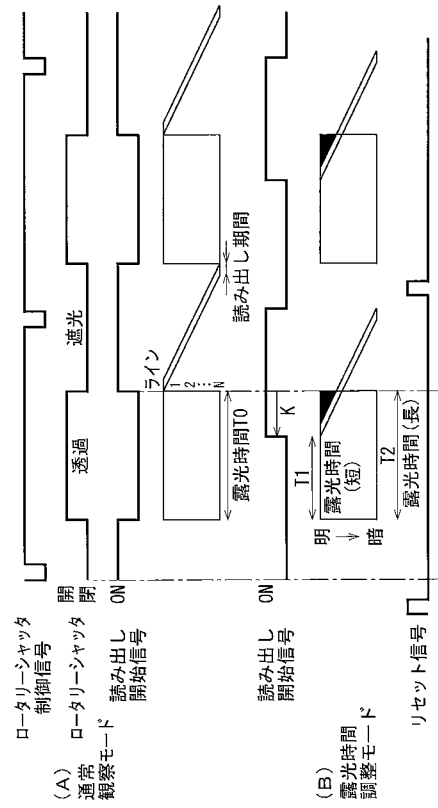 ロータリーシャッタ
制御信号
(A)
通常
観察モード
ロータリーシャッタ
開
閉
透過
遮光
読み出し
開始信号
ON
ライン
1
2
⋮
N
露光時間T0
読み出し期間
読み出し
開始信号
ON
K
(B)
露光時間
調整モード
明
暗
T1
露光時間
(短)
T2
露光時間(長)
リセット信号